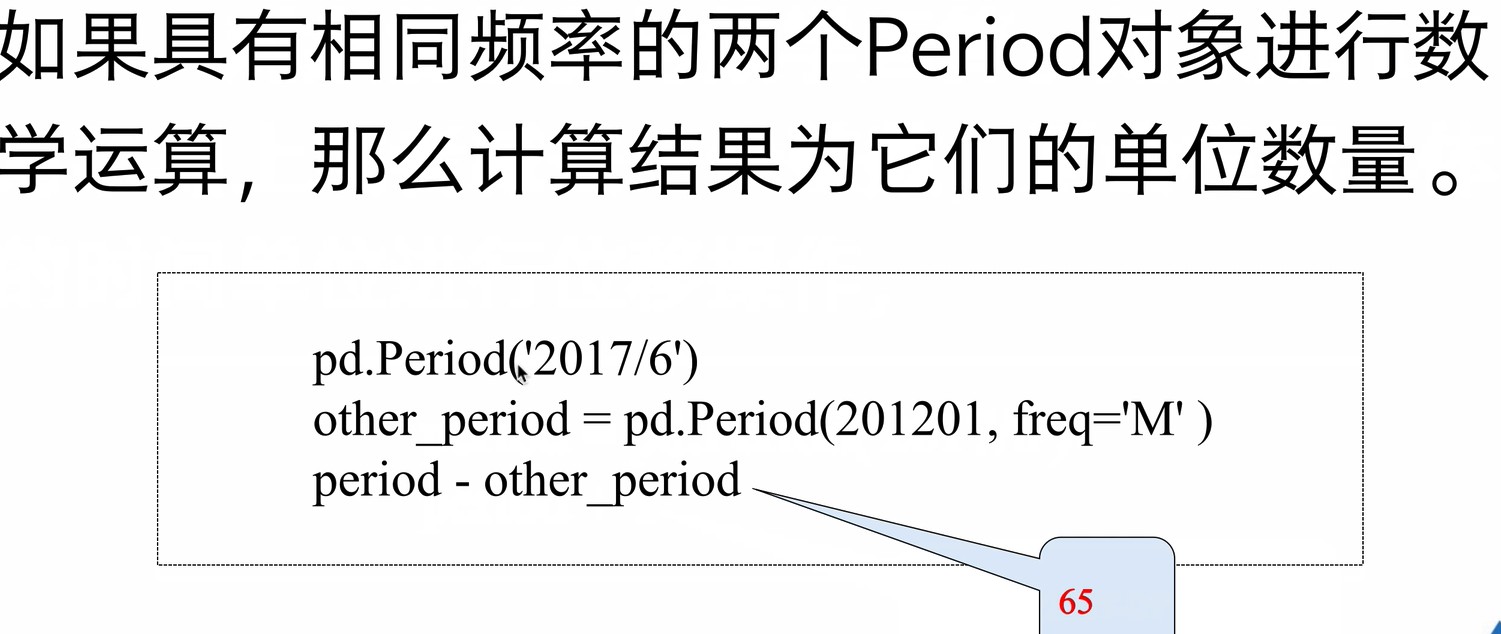 如果具有相同频率的两个Period对象进行数
学运算，那么计算结果为它们的单位数量。
pd.Period('2017/6')
other_period = pd.Period(201201, freq='M' )
period - other_period
65